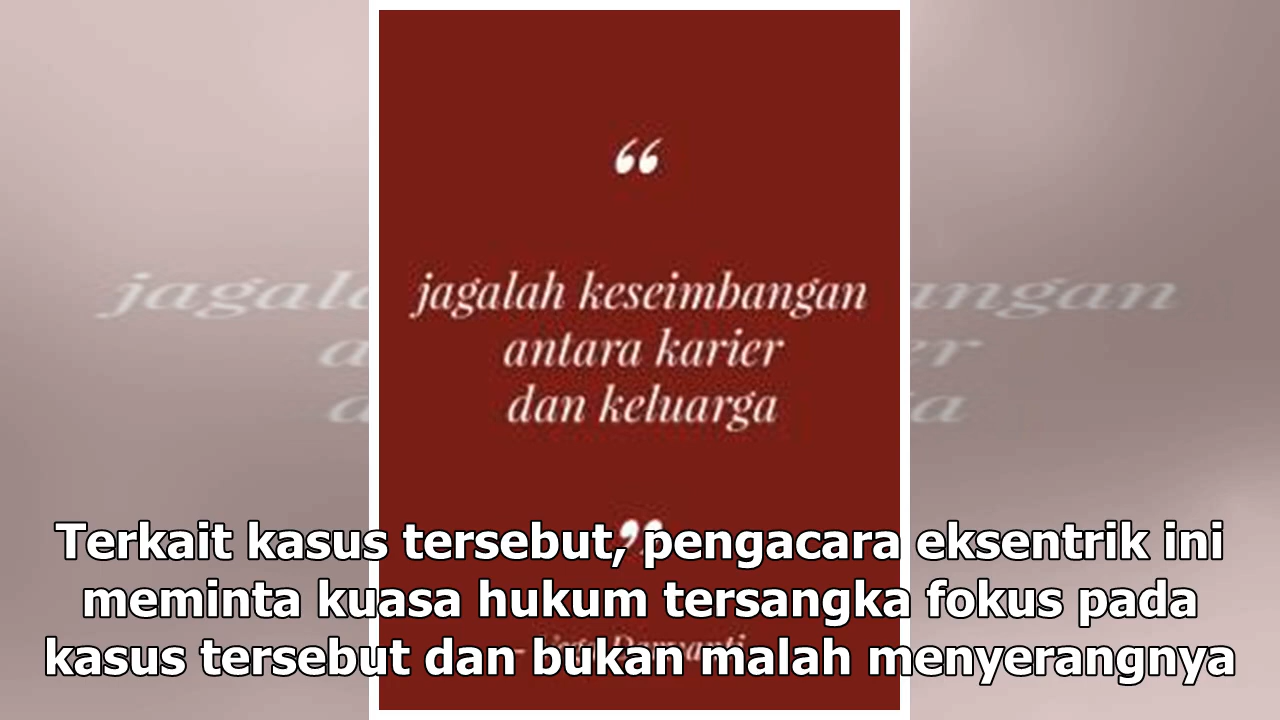 “
jagalah keseimbangan
antara karier
dan keluarga
”
Terkait kasus tersebut, pengacara eksentrik ini
meminta kuasa hukum tersangka fokus pada
kasus tersebut dan bukan malah menyerangnya